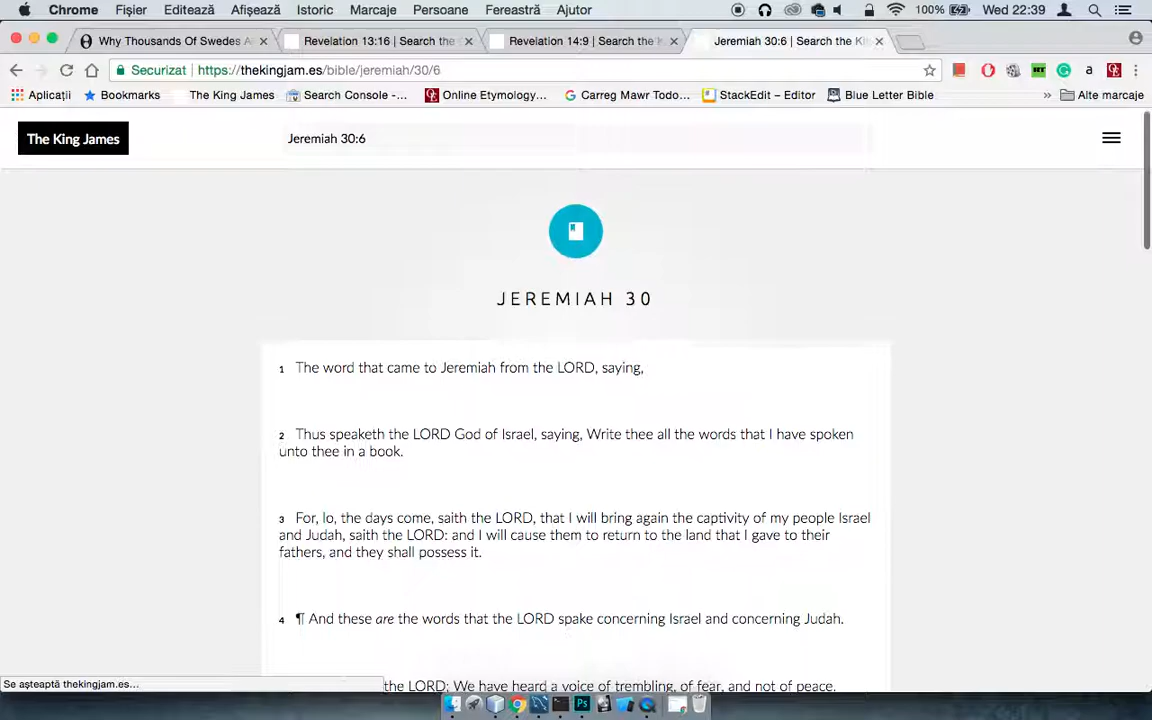 Chrome Fișier Editează Afișează Istoric Marcaje Persoane Fereastră Ajutor 100% Wed 22:39
Why Thousands Of Swedes A
Revelation 13:16 | Search the
Revelation 14:9 | Search the K
Jeremiah 30:6 | Search the Ki
Securizat https://thekingjam.es/bible/jeremiah/30/6
Aplicații Bookmarks The King James Search Console -... Online Etymology... Carreg Mawr Todo... StackEdit – Editor Blue Letter Bible » Alte marcaje
The King James
Jeremiah 30:6
JEREMIAH 30
1 The word that came to Jeremiah from the LORD, saying,
2 Thus speaketh the LORD God of Israel, saying, Write thee all the words that I have spoken
unto thee in a book.
3 For, lo, the days come, saith the LORD, that I will bring again the captivity of my people Israel
and Judah, saith the LORD: and I will cause them to return to the land that I gave to their
fathers, and they shall possess it.
4 ¶ And these are the words that the LORD spake concerning Israel and concerning Judah.
the LORD; We have heard a voice of trembling, of fear, and not of peace.
Se așteaptă thekingjam.es...
Ps